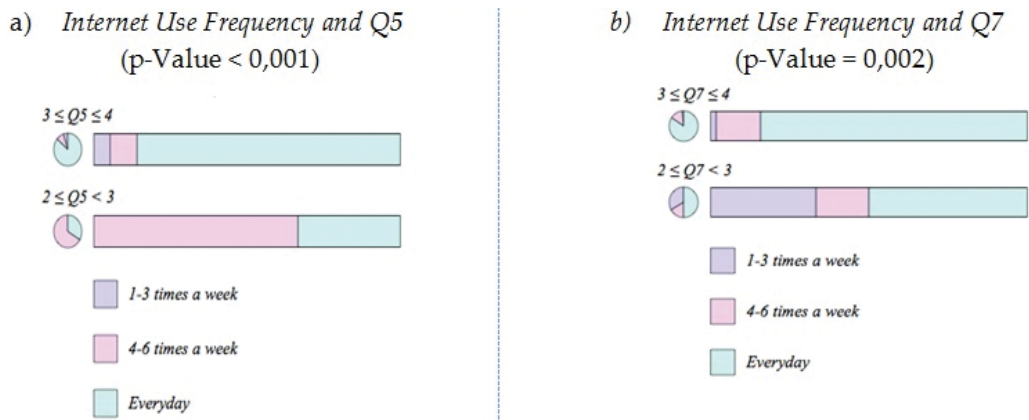 a) Internet Use Frequency and Q5
(p-Value < 0,001)
3 ≤ Q5 ≤ 4
2 ≤ Q5 < 3
1-3 times a week
4-6 times a week
Everyday
b) Internet Use Frequency and Q7
(p-Value = 0,002)
3 ≤ Q7 ≤ 4
2 ≤ Q7 < 3
1-3 times a week
4-6 times a week
Everyday